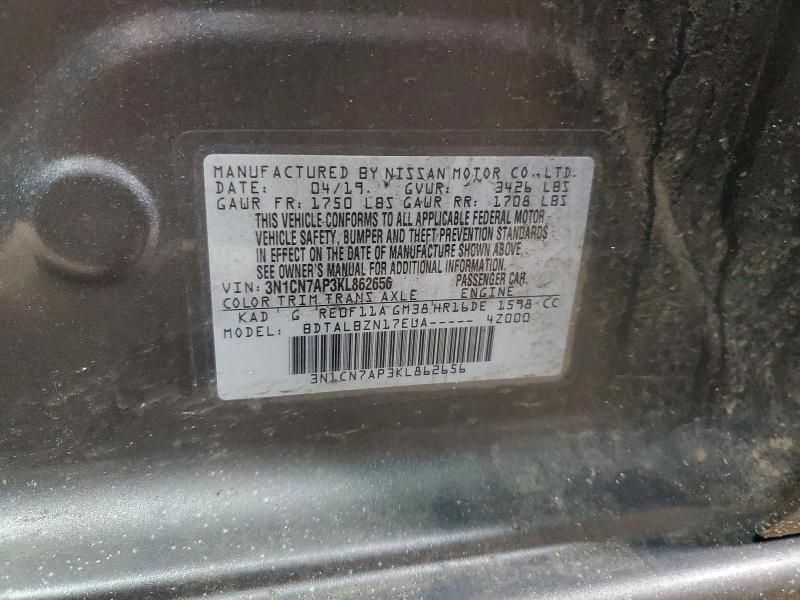 MANUFACTURED BY NISSAN MOTOR CO.,LTD.
DATE: 04/19. GVWR: 3426 LBS
GAWR FR: 1750 LBS GAWR RR: 1708 LBS
THIS VEHICLE CONFORMS TO ALL APPLICABLE FEDERAL MOTOR
VEHICLE SAFETY, BUMPER AND THEFT PREVENTION STANDARDS
IN EFFECT ON THE DATE OF MANUFACTURE SHOWN ABOVE.
SEE OWNER'S MANUAL FOR ADDITIONAL INFORMATION.
VIN: 3N1CN7AP3KL862656 PASSENGER CAR.
COLOR TRIM TRANS AXLE ENGINE
KAD G RE0F11A GM38 HR16DE 1598 CC
MODEL: BDTALBZN17EUA----- 4Z000
3N1CN7AP3KL862656